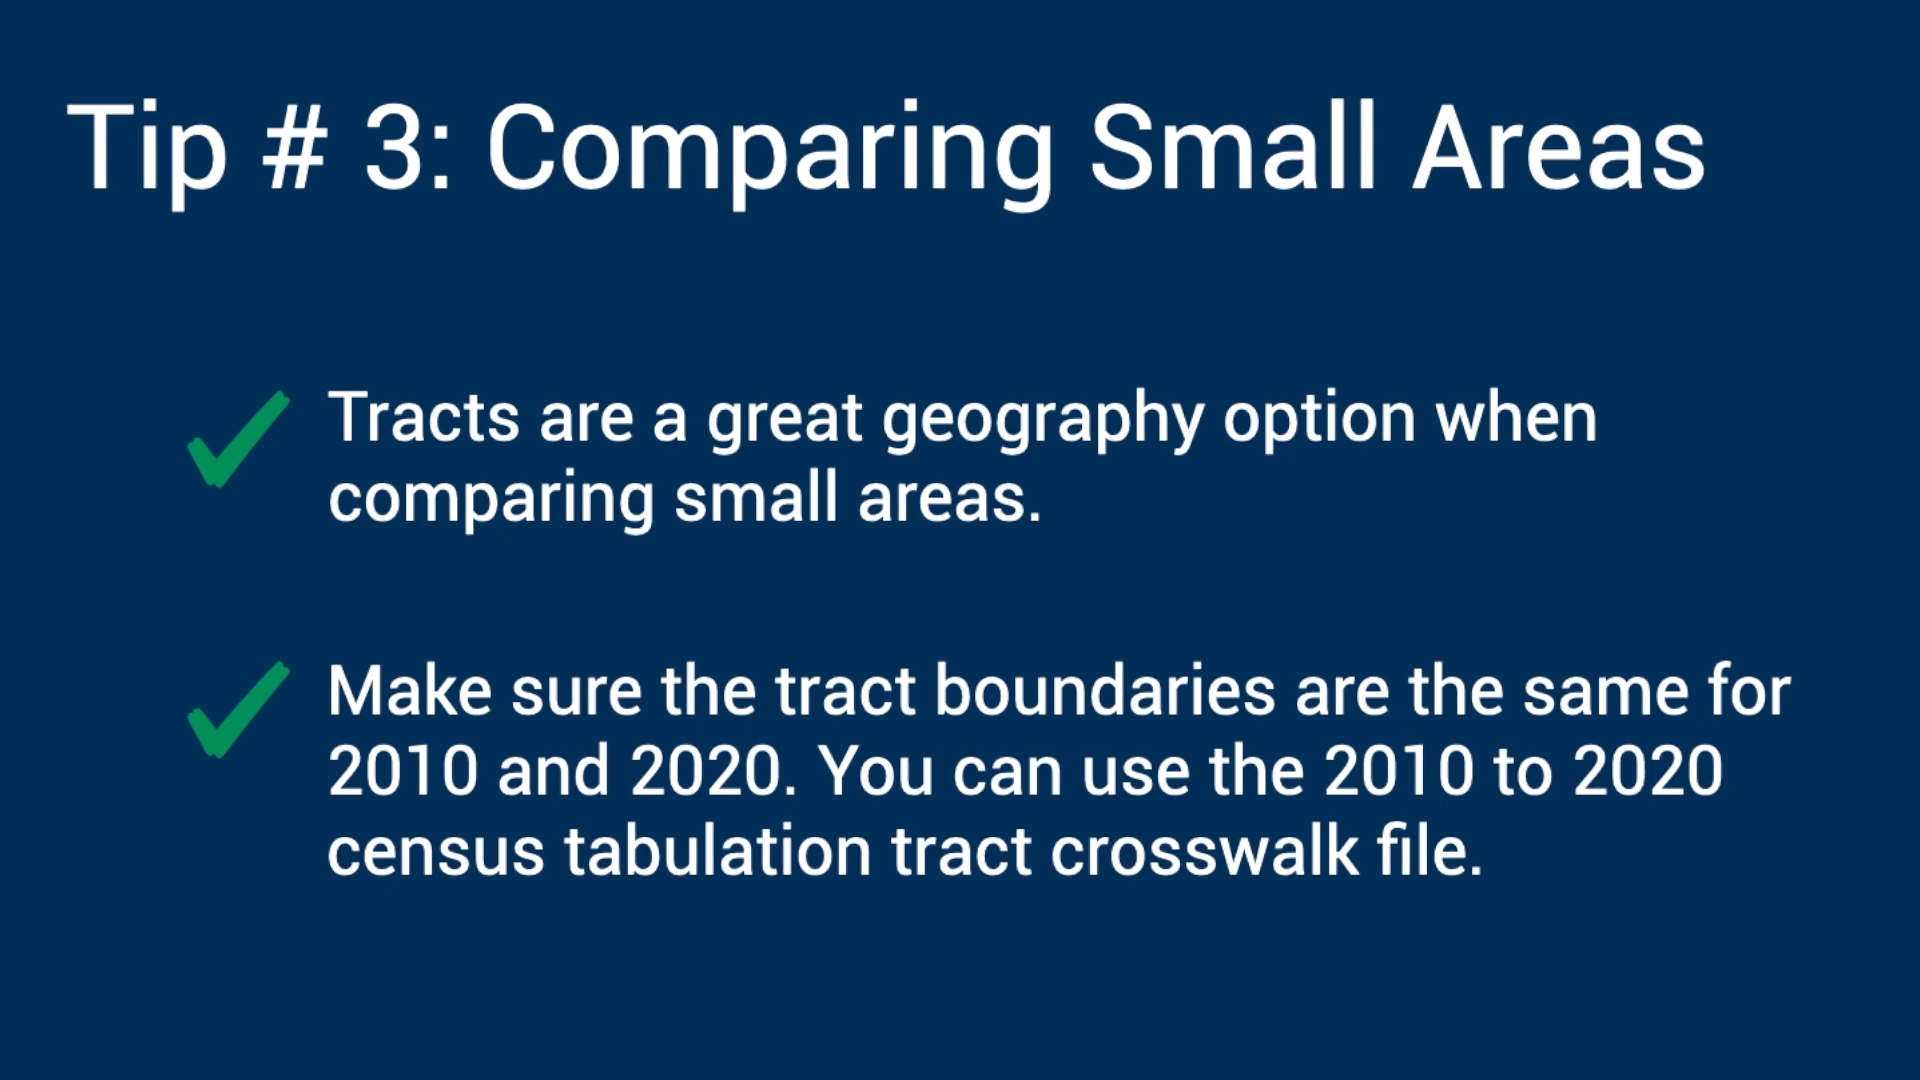 Tip # 3: Comparing Small Areas
Tracts are a great geography option when
comparing small areas.
Make sure the tract boundaries are the same for
2010 and 2020. You can use the 2010 to 2020
census tabulation tract crosswalk file.